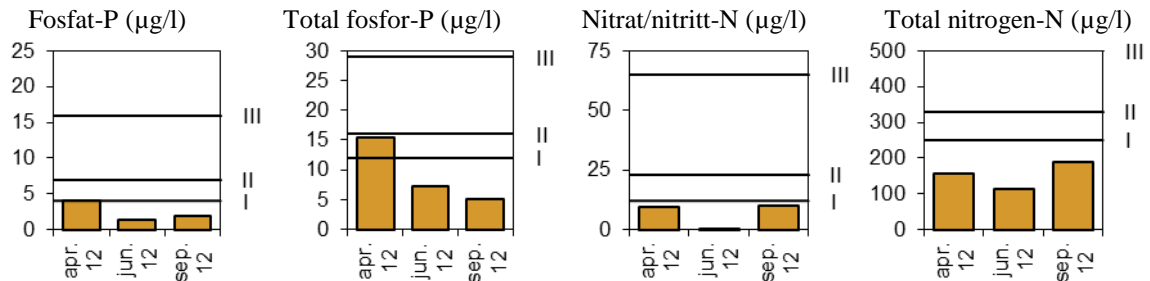 Fosfat-P (µg/l)
25
20
15
10
5
0
III
II
I
apr. 12
jun. 12
sep. 12
Total fosfor-P (µg/l)
30
25
20
15
10
5
0
III
II
I
apr. 12
jun. 12
sep. 12
Nitrat/nitritt-N (µg/l)
75
50
25
0
III
II
I
apr. 12
jun. 12
sep. 12
Total nitrogen-N (µg/l)
500
400
300
200
100
0
III
II
I
apr. 12
jun. 12
sep. 12